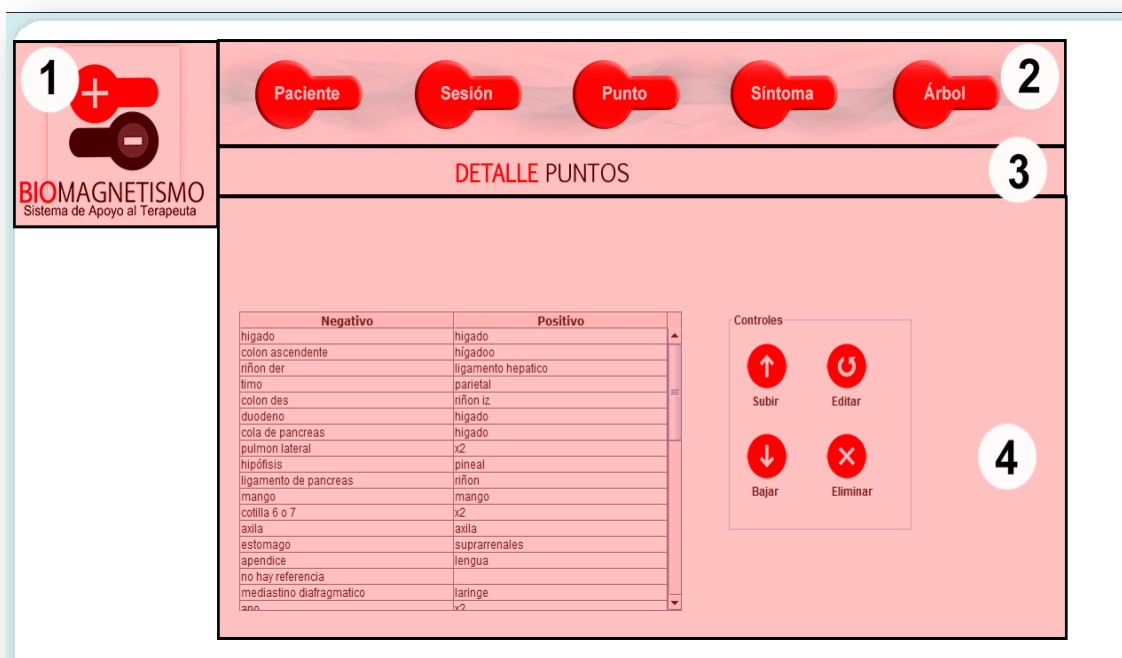 1
+
-
BIOMAGNETISMO
Sistema de Apoyo al Terapeuta
Paciente Sesión Punto Síntoma Árbol
2
DETALLE PUNTOS
3
Negativo Positivo
higado higado
colon ascendente hígadoo
riñon der ligamento hepatico
timo parietal
colon des riñon iz
duodeno higado
cola de pancreas higado
pulmon lateral x2
hipófisis pineal
ligamento de pancreas riñon
mango mango
cotilla 6 o 7 x2
axila axila
estomago suprarrenales
apendice lengua
no hay referencia
mediastino diafragmatico laringe
ano x2
Controles
Subir Editar
Bajar Eliminar
4